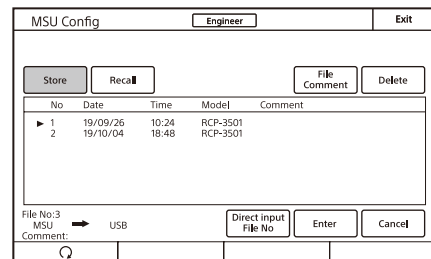 MSU Config Engineer Exit
Store Recall File Comment Delete
No Date Time Model Comment
► 1 19/09/26 10:24 RCP-3501
2 19/10/04 18:48 RCP-3501
File No:3
MSU ➡ USB
Comment:
Direct input File No Enter Cancel